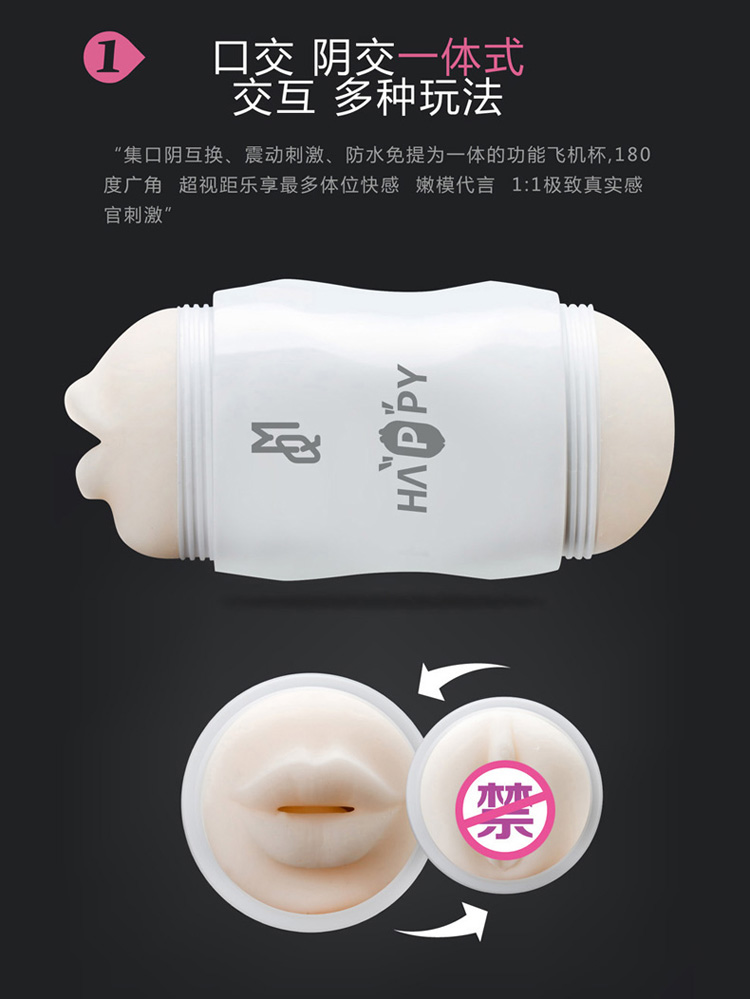 1
口交 阴交一体式
交互 多种玩法
“集口阴互换、震动刺激、防水免提为一体的功能飞机杯,180
度广角 超视距乐享最多体位快感 嫩模代言 1:1极致真实感
官刺激”
MQ
HAPPY
禁